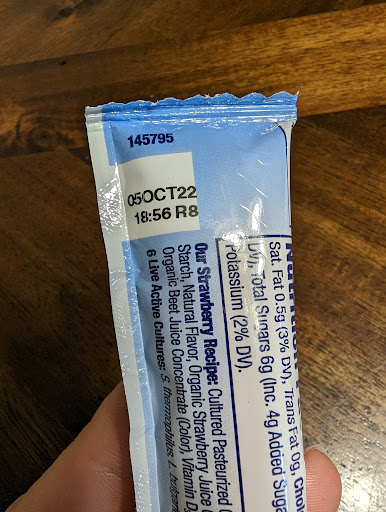 145795
05OCT22
18:56 R8
Our Strawberry Recipe: Cultured Pasteurized
Starch, Natural Flavor, Organic Strawberry Juice
Organic Beet Juice Concentrate (Color), Vitamin D
6 Live Active Cultures: S. thermophilus, L.
Sat. Fat 0.5g (3% DV), Trans Fat 0g,
DV), Total Sugars 6g (Inc. 4g Added
Potassium (2% DV).